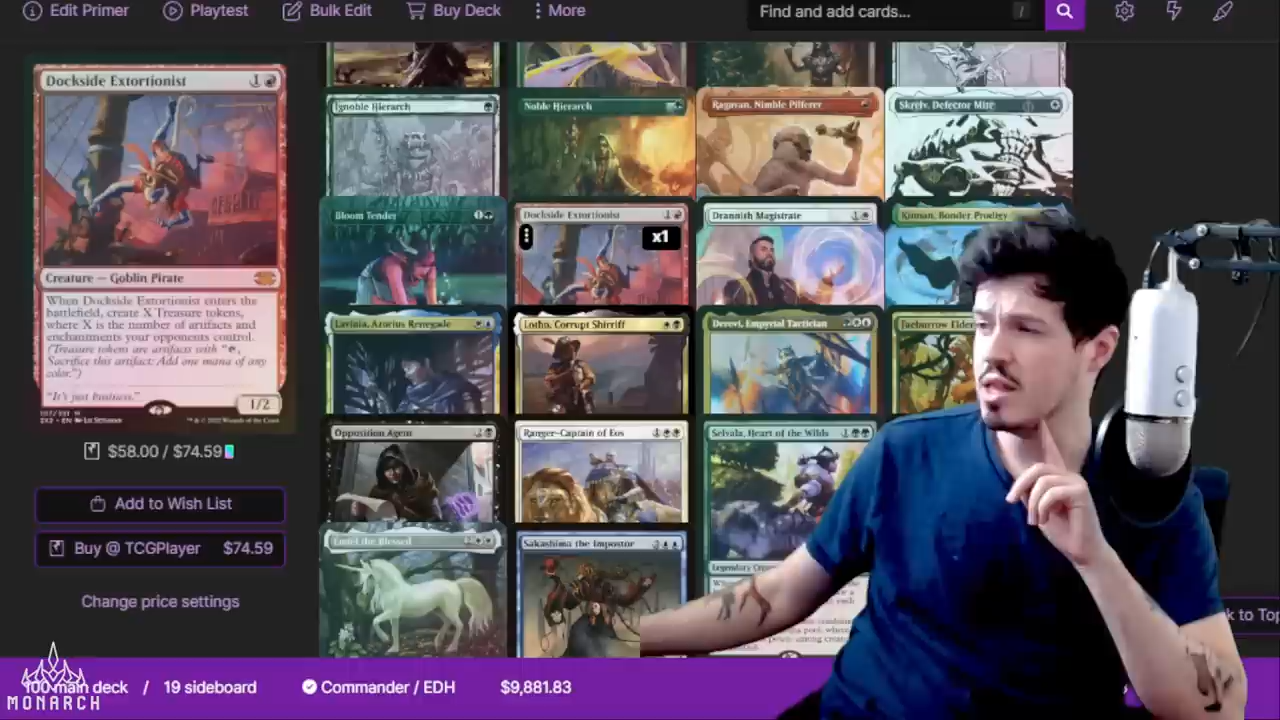 Edit Primer
Playtest
Bulk Edit
Buy Deck
More
Find and add cards...
/
Dockside Extortionist
1
Creature — Goblin Pirate
When Dockside Extortionist enters the
battlefield, create X Treasure tokens,
where X is the number of artifacts and
enchantments your opponents control.
(Treasure tokens are artifacts with "
Sacrifice this artifact: Add one mana of any
color.")
"It's just business."
1/2
$58.00 / $74.59
Add to Wish List
Buy @ TCGPlayer $74.59
Change price settings
Ignoble Hierarch
Noble Hierarch
Ragavan, Nimble Pilferer
Skrelv, Defector Mite
Bloom Tender
Dockside Extortionist
x1
Drannith Magistrate
Kinnan, Bonder Prodigy
Lavinia, Azorius Renegade
Lotho, Corrupt Shirriff
Derevi, Empyrial Tactician
Faeburrow Elder
Opposition Agent
Ranger-Captain of Eos
Selvala, Heart of the Wilds
Emiel the Blessed
Sakashima the Impostor
k to Top
100 main deck / 19 sideboard
Commander / EDH
$9,881.83
MONARCH